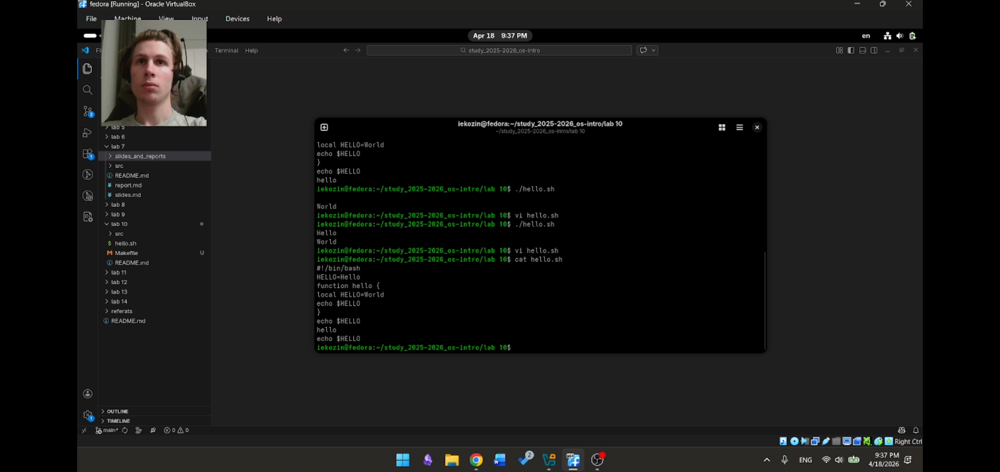 fedora [Running] - Oracle VirtualBox
File Machine View Input Devices Help
Apr 18 9:37 PM
en
Terminal Help
study_2025-2026_os-intro
2
1
lab 5
lab 6
lab 7
slides_and_reports
src
README.md
report.md
slides.md
lab 8
lab 9
lab 10
src
$ hello.sh
M Makefile U
README.md
lab 11
lab 12
lab 13
lab 14
referats
README.md
OUTLINE
TIMELINE
1
main* 0 0
iekozin@fedora:~/study_2025-2026_os-intro/lab 10
~/study_2025-2026_os-intro/lab 10
local HELLO=World
echo $HELLO
}
echo $HELLO
hello
iekozin@fedora:~/study_2025-2026_os-intro/lab 10$ ./hello.sh
World
iekozin@fedora:~/study_2025-2026_os-intro/lab 10$ vi hello.sh
iekozin@fedora:~/study_2025-2026_os-intro/lab 10$ ./hello.sh
Hello
World
iekozin@fedora:~/study_2025-2026_os-intro/lab 10$ vi hello.sh
iekozin@fedora:~/study_2025-2026_os-intro/lab 10$ cat hello.sh
#!/bin/bash
HELLO=Hello
function hello {
local HELLO=World
echo $HELLO
}
echo $HELLO
hello
echo $HELLO
iekozin@fedora:~/study_2025-2026_os-intro/lab 10$
Right Ctrl
2
ENG
9:37 PM
4/18/2026